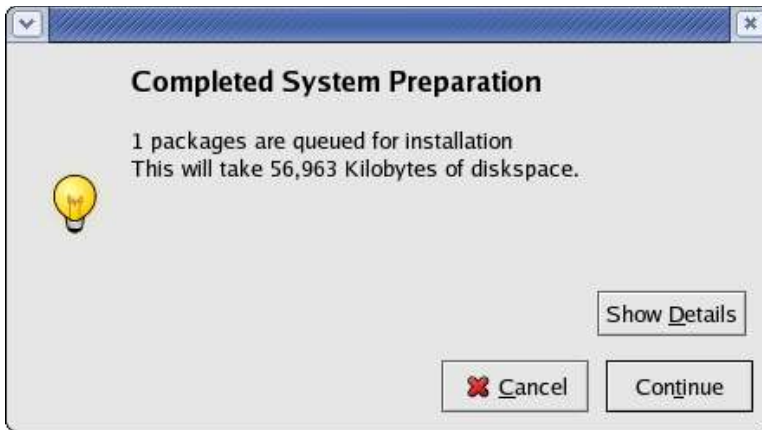 Completed System Preparation
1 packages are queued for installation
This will take 56,963 Kilobytes of diskspace.
Show Details
Cancel
Continue